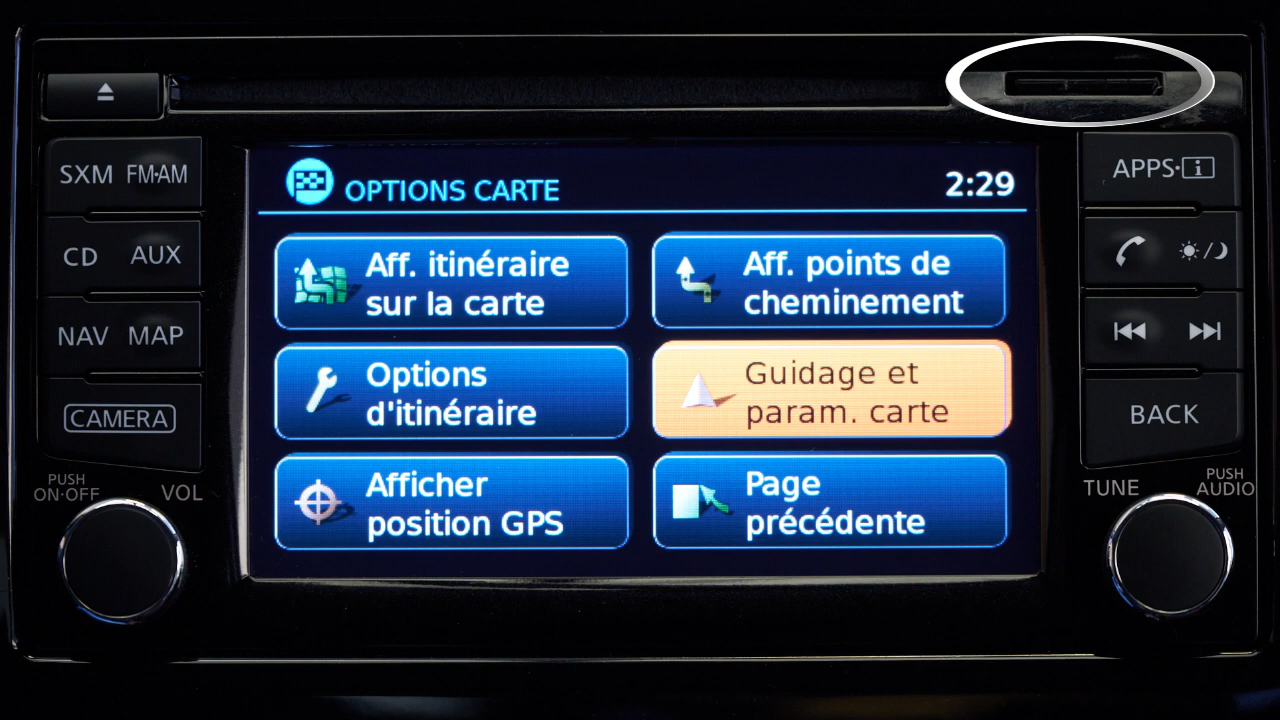 SXM FM·AM
CD AUX
NAV MAP
CAMERA
PUSH
ON·OFF
VOL
OPTIONS CARTE
2:29
Aff. itinéraire
sur la carte
Aff. points de
cheminement
Options
d'itinéraire
Guidage et
param. carte
Afficher
position GPS
Page
précédente
APPS·i
BACK
TUNE
PUSH
AUDIO